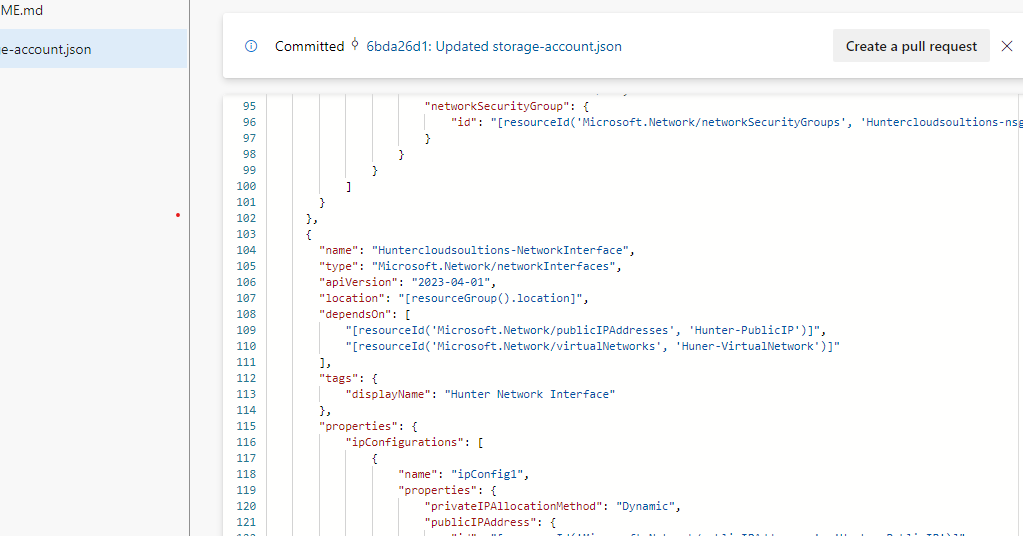 ME.md
e-account.json
Committed 6bda26d1: Updated storage-account.json
Create a pull request
95 "networkSecurityGroup": {
96 "id": "[resourceId('Microsoft.Network/networkSecurityGroups', 'Huntercloudsoultions-nsg
97 }
98 }
99 }
100 ]
101 }
102 },
103 {
104 "name": "Huntercloudsoultions-NetworkInterface",
105 "type": "Microsoft.Network/networkInterfaces",
106 "apiVersion": "2023-04-01",
107 "location": "[resourceGroup().location]",
108 "dependsOn": [
109 "[resourceId('Microsoft.Network/publicIPAddresses', 'Hunter-PublicIP')]",
110 "[resourceId('Microsoft.Network/virtualNetworks', 'Huner-VirtualNetwork')]"
111 ],
112 "tags": {
113 "displayName": "Hunter Network Interface"
114 },
115 "properties": {
116 "ipConfigurations": [
117 {
118 "name": "ipConfig1",
119 "properties": {
120 "privateIPAllocationMethod": "Dynamic",
121 "publicIPAddress": {